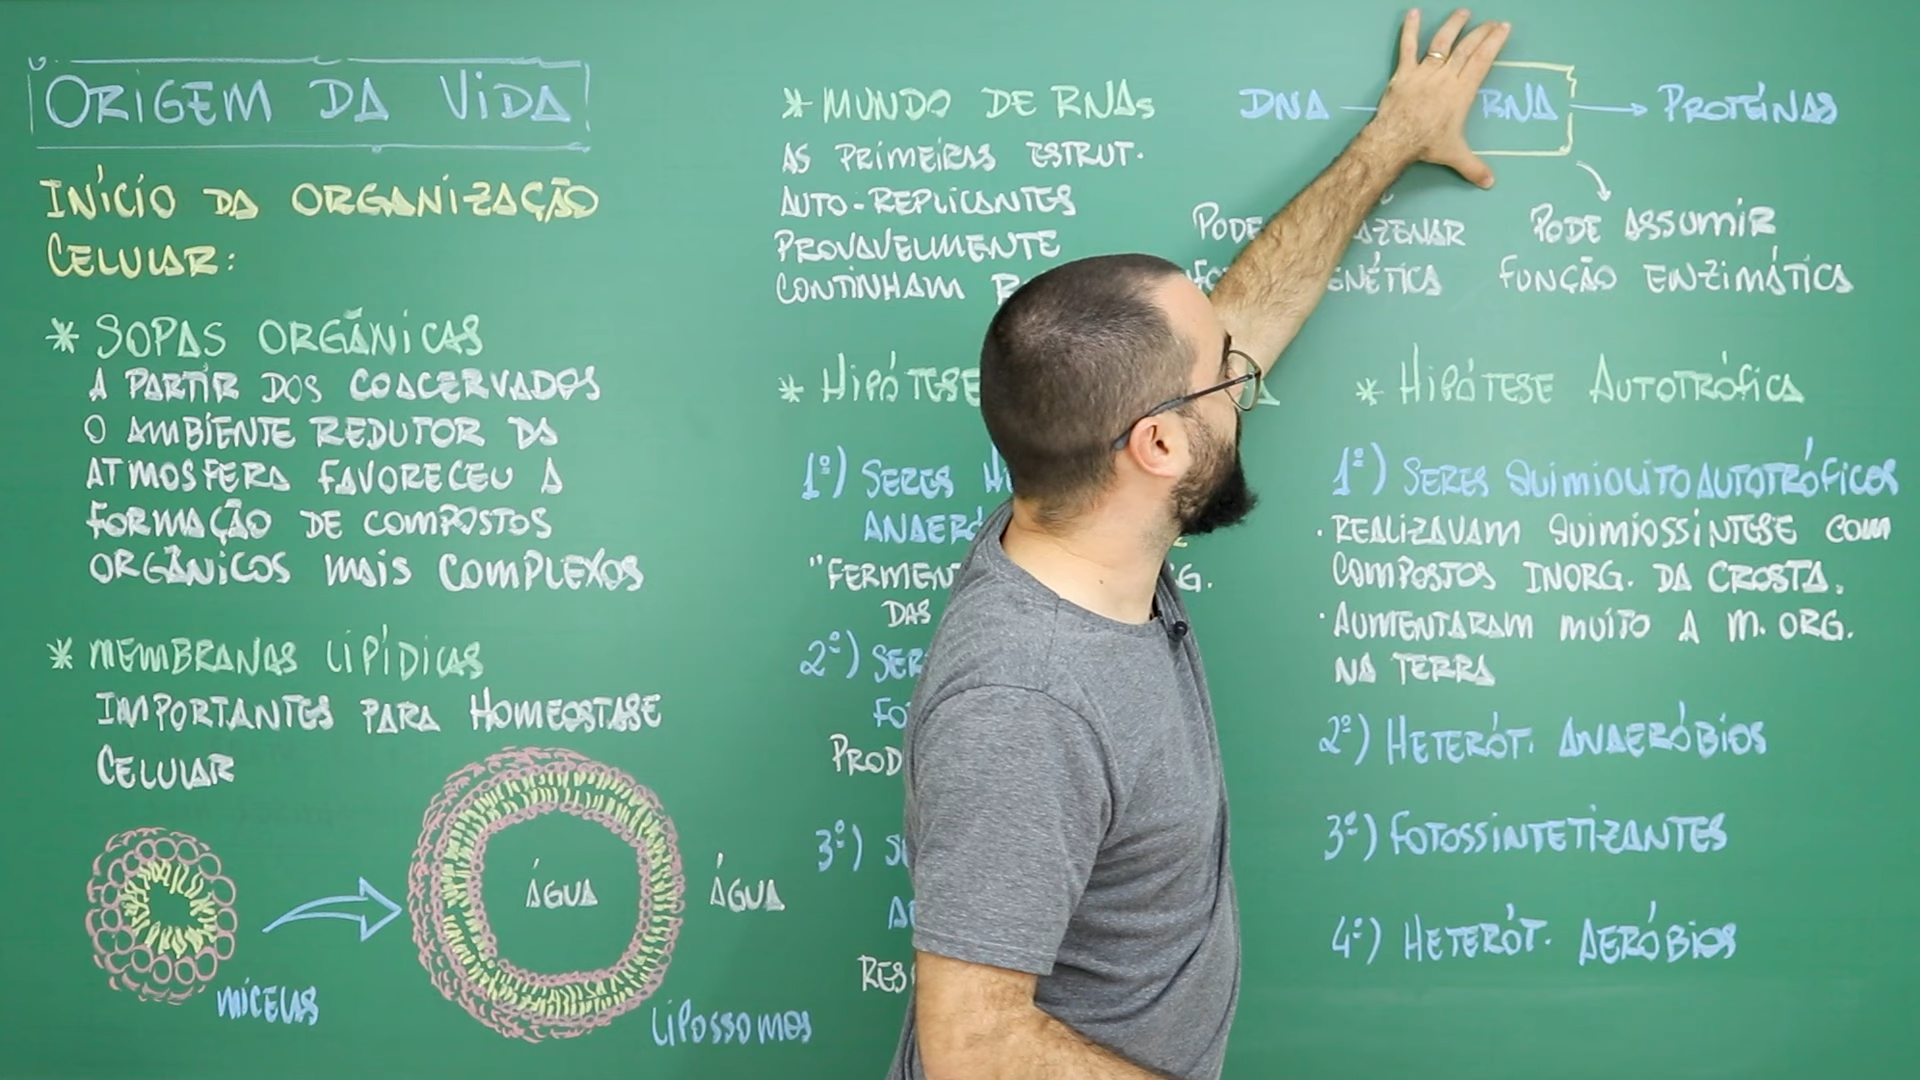 ORIGEM DA VIDA
INÍCIO DA ORGANIZAÇÃO
CELULAR:
* SOPAS ORGÂNICAS
A PARTIR DOS COACERVADOS
O AMBIENTE REDUTOR DA
ATMOSFERA FAVORECEU A
FORMAÇÃO DE COMPOSTOS
ORGÂNICOS MAIS COMPLEXOS
* MEMBRANAS LIPÍDICAS
IMPORTANTES PARA HOMEOSTASE
CELULAR
ÁGUA ÁGUA
MICELAS
LIPOSSOMOS
* MUNDO DE RNAs
AS PRIMEIRAS ESTRUT.
AUTO-REPLICANTES
PROVAVELMENTE
CONTINHAM
DNA → RNA → PROTEÍNAS
PODE
PODE ASSUMIR
FUNÇÃO ENZIMÁTICA
* HIPÓTESE
1º) SERES
2º)
3º)
* HIPÓTESE AUTOTRÓFICA
1º) SERES QUIMIOLITOAUTOTRÓFICOS
· REALIZAVAM QUIMIOSSÍNTESE COM
COMPOSTOS INORG. DA CROSTA.
· AUMENTARAM MUITO A M. ORG.
NA TERRA
2º) HETERÓT. ANAERÓBIOS
3º) FOTOSSINTETIZANTES
4º) HETERÓT. AERÓBIOS